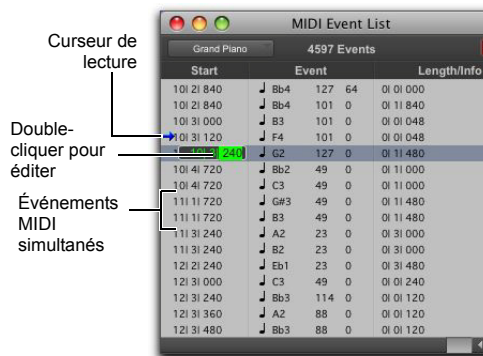 MIDI Event List
Grand Piano 4597 Events
Start Event Length/Info
10| 2| 840 Bb4 127 64 0| 0| 000
10| 2| 840 Bb4 101 0 0| 1| 840
10| 3| 000 B3 101 0 0| 0| 048
10| 3| 120 F4 101 0 0| 0| 048
240 G2 127 0 0| 1| 480
10| 4| 720 Bb2 49 0 0| 1| 000
10| 4| 720 C3 49 0 0| 1| 000
11| 1| 720 G#3 49 0 0| 1| 480
11| 1| 720 B3 49 0 0| 1| 480
11| 3| 240 A2 23 0 0| 3| 000
11| 3| 240 B2 23 0 0| 3| 000
12| 2| 240 Eb1 23 0 0| 3| 480
12| 3| 000 C3 49 0 0| 3| 240
12| 3| 240 Bb3 114 0 0| 0| 120
12| 3| 360 A2 88 0 0| 0| 120
12| 3| 480 Bb3 88 0 0| 0| 120
Curseur de
lecture
Double-
cliquer pour
éditer
Événements
MIDI
simultanés